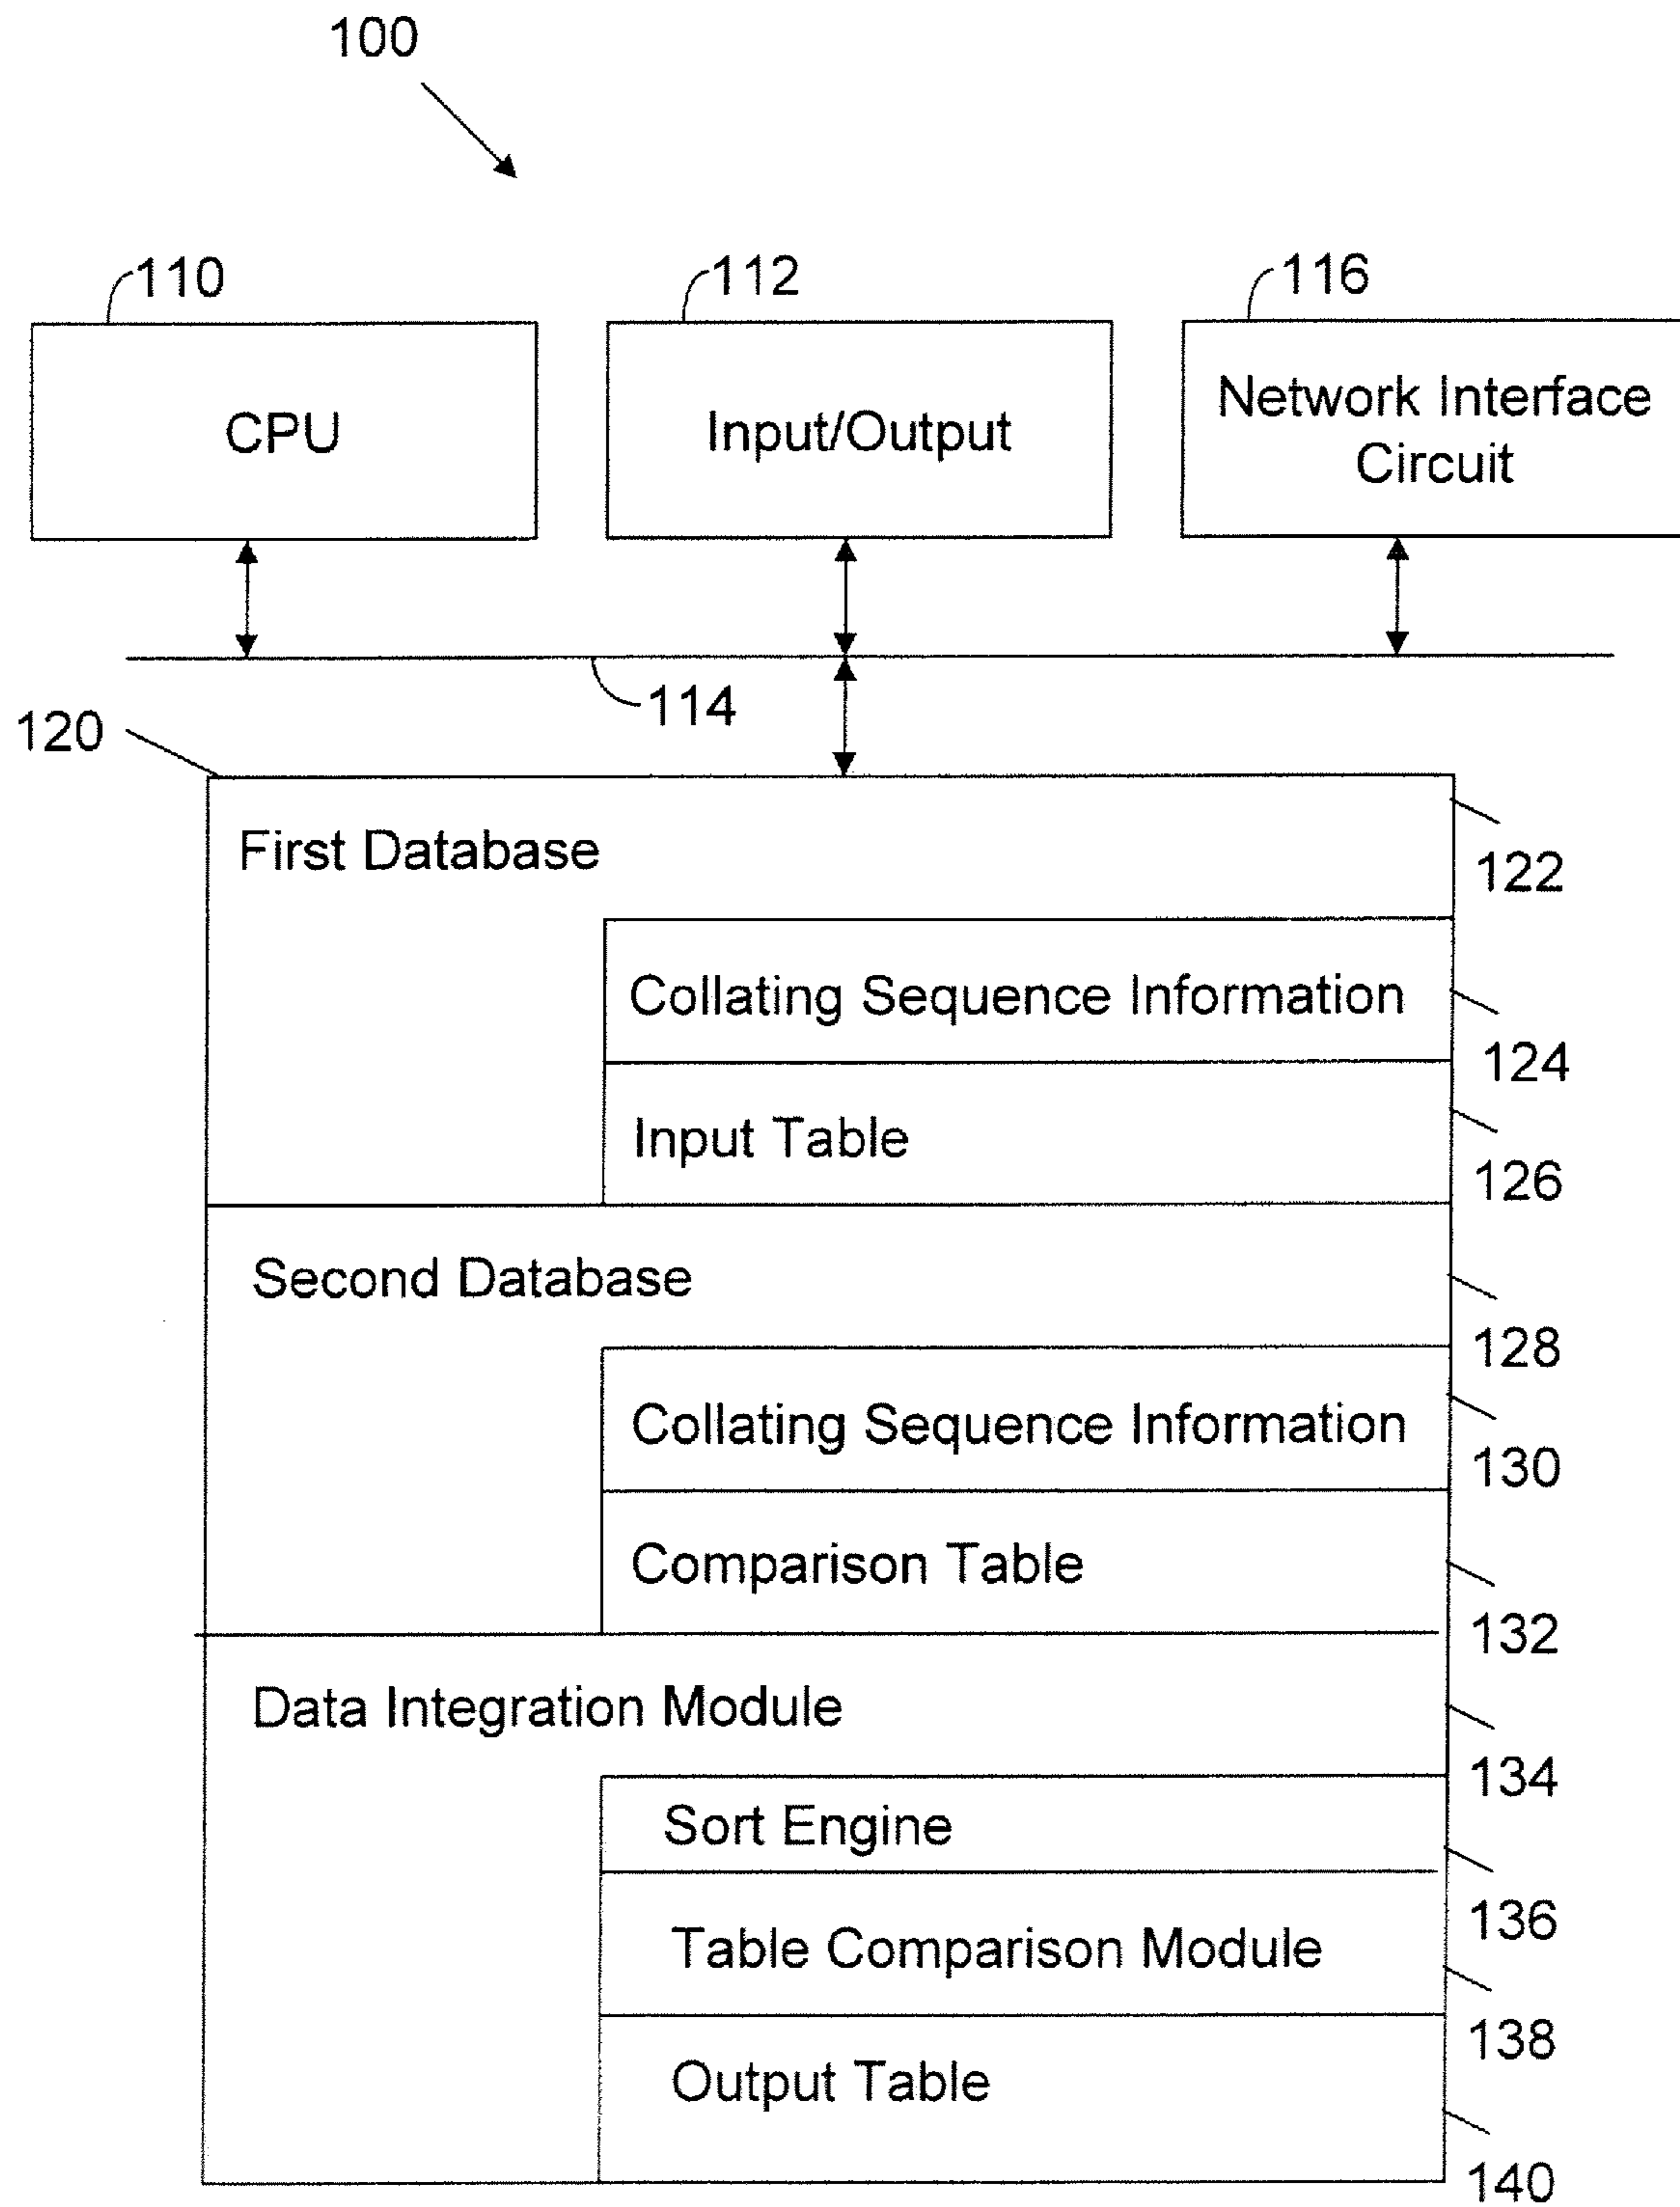 100
110
112
116
CPU
Input/Output
Network Interface
Circuit
114
120
First Database
122
Collating Sequence Information
124
Input Table
126
Second Database
128
Collating Sequence Information
130
Comparison Table
132
Data Integration Module
134
Sort Engine
136
Table Comparison Module
138
Output Table
140